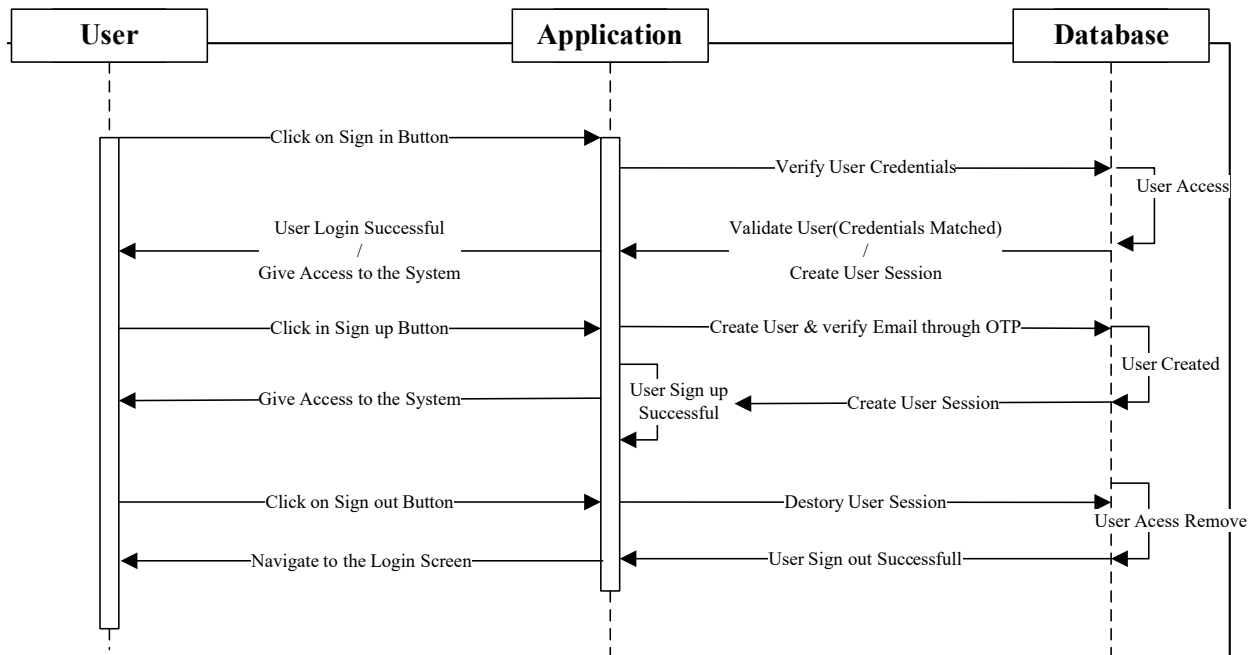 User
Application
Database
Click on Sign in Button
Verify User Credentials
User Access
User Login Successful
/
Give Access to the System
Validate User(Credentials Matched)
/
Create User Session
Click in Sign up Button
Create User & verify Email through OTP
User Created
User Sign up
Successful
Give Access to the System
Create User Session
Click on Sign out Button
Destory User Session
User Acess Remove
Navigate to the Login Screen
User Sign out Successfull